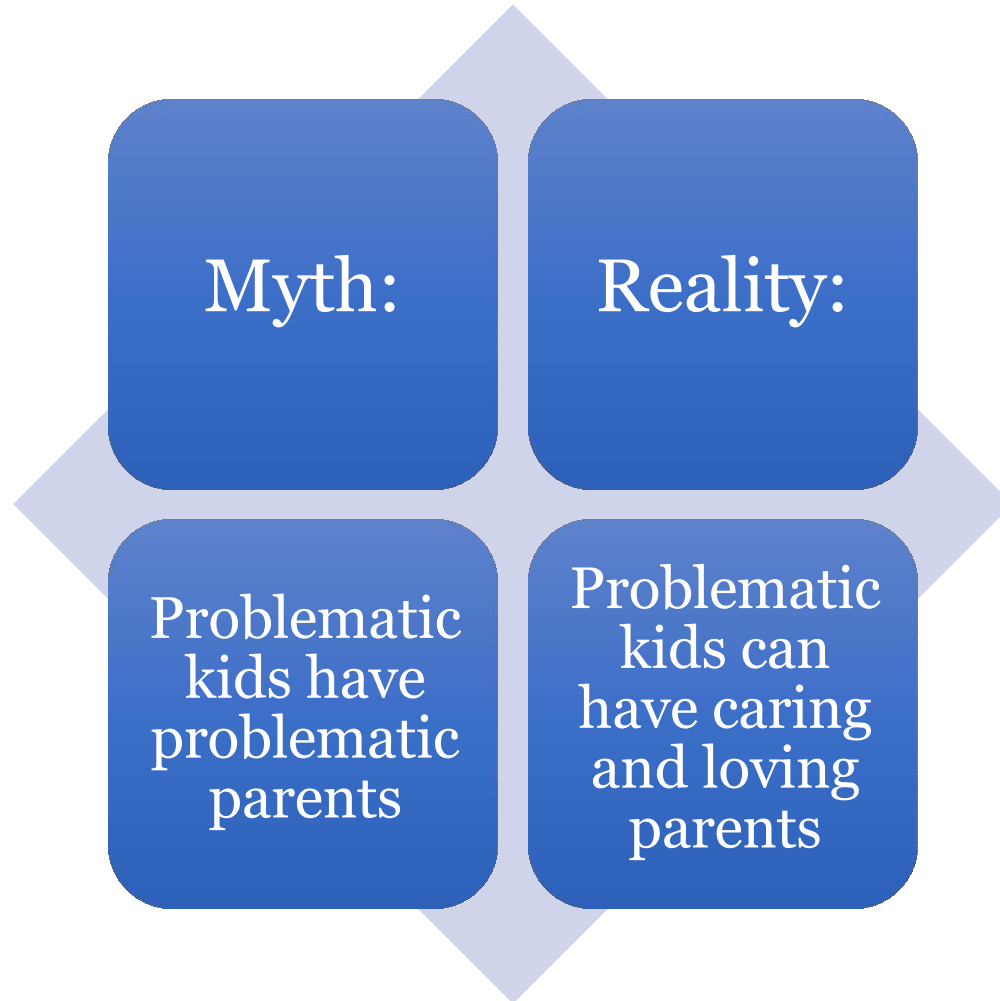 Myth:
Reality:
Problematic
kids have
problematic
parents
Problematic
kids can
have caring
and loving
parents